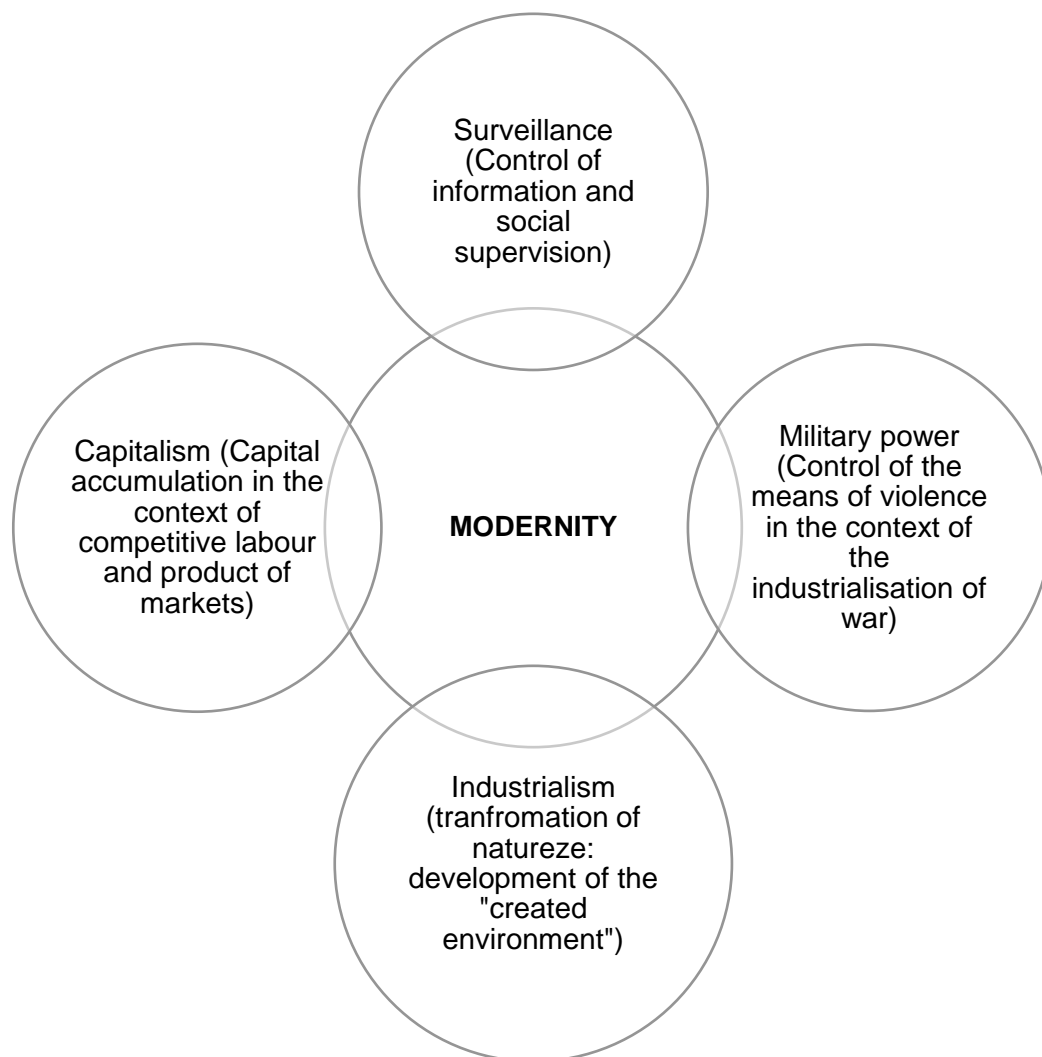 Surveillance
(Control of
information and
social
supervision)
Capitalism (Capital
accumulation in the
context of
competitive labour
and product of
markets)
MODERNITY
Military power
(Control of the
means of violence
in the context of
the
industrialisation of
war)
Industrialism
(tranfromation of
natureze:
development of the
"created
environment")